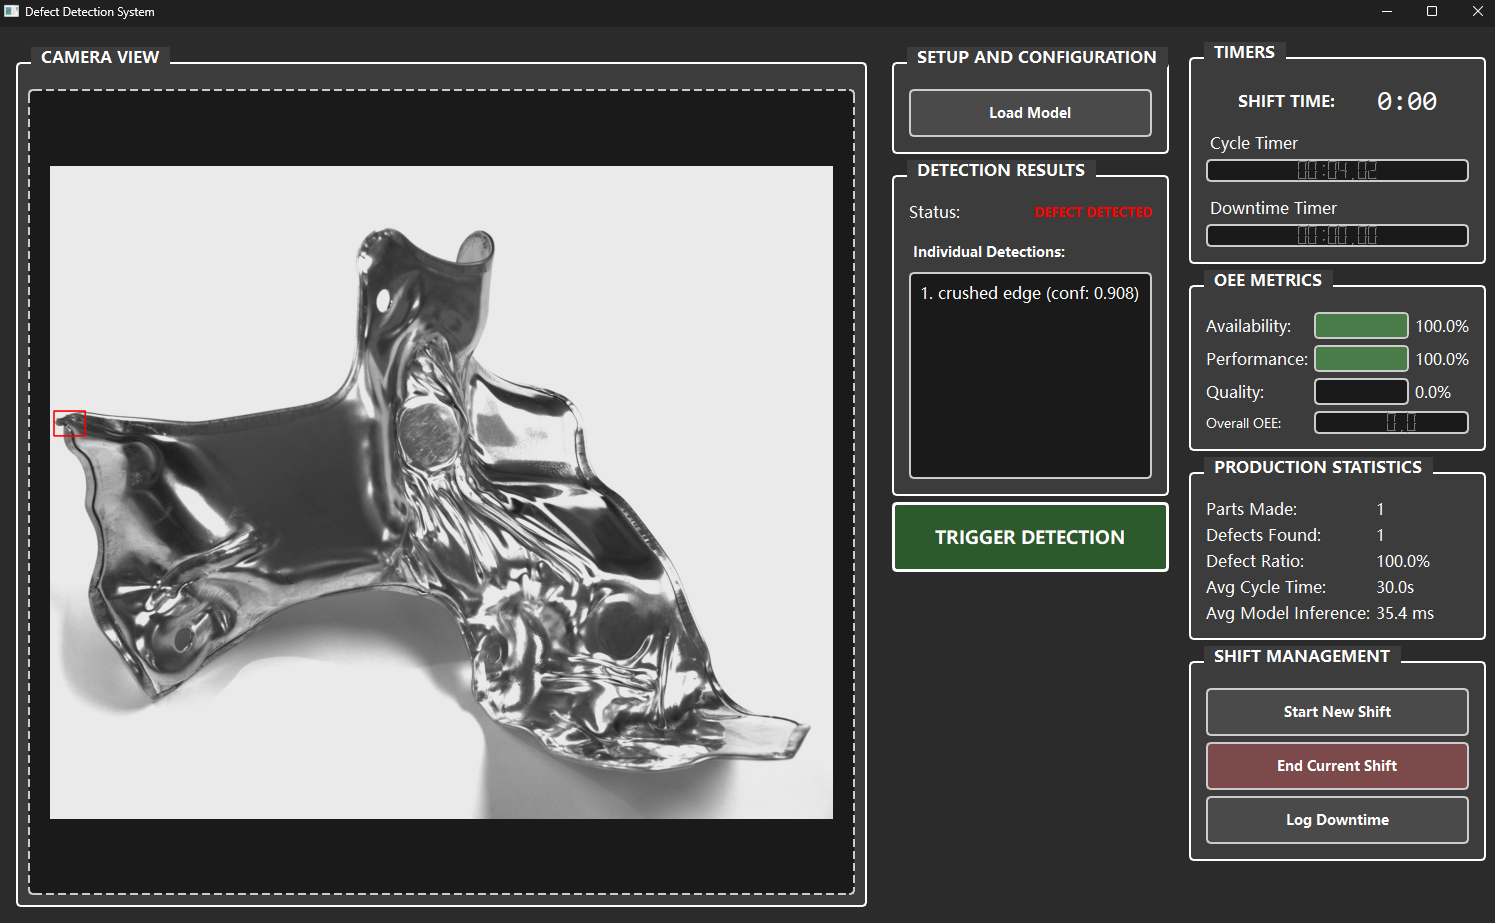 Defect Detection System
CAMERA VIEW
SETUP AND CONFIGURATION
Load Model
DETECTION RESULTS
Status: DEFECT DETECTED
Individual Detections:
1. crushed edge (conf: 0.908)
TRIGGER DETECTION
TIMERS
SHIFT TIME: 0:00
Cycle Timer
00:04.02
Downtime Timer
00:00.00
OEE METRICS
Availability: 100.0%
Performance: 100.0%
Quality: 0.0%
Overall OEE: 0.0
PRODUCTION STATISTICS
Parts Made: 1
Defects Found: 1
Defect Ratio: 100.0%
Avg Cycle Time: 30.0s
Avg Model Inference: 35.4 ms
SHIFT MANAGEMENT
Start New Shift
End Current Shift
Log Downtime